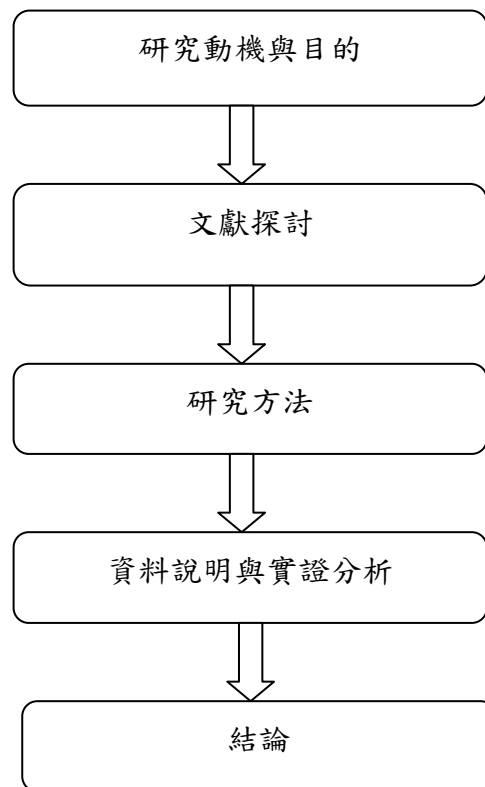 研究動機與目的
文獻探討
研究方法
資料說明與實證分析
結論